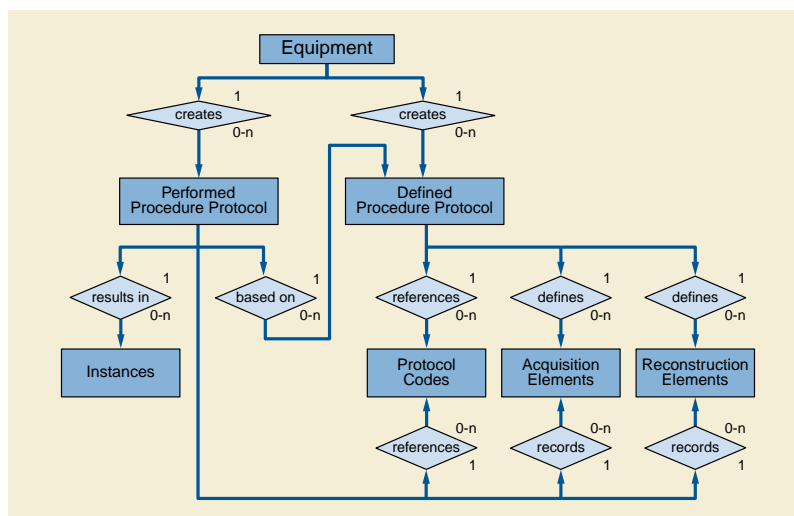 Equipment
1
1
creates
creates
0-n
0-n
Performed
Procedure Protocol
Defined
Procedure Protocol
1
1
1
1
1
results in
based on
references
defines
defines
0-n
0-n
0-n
0-n
0-n
Instances
Protocol
Codes
Acquisition
Elements
Reconstruction
Elements
0-n
0-n
0-n
references
records
records
1
1
1